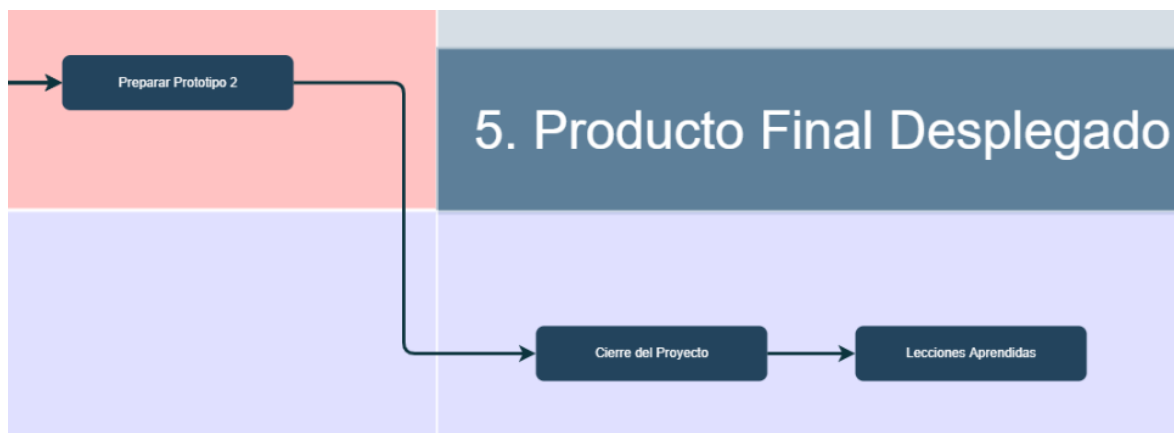 Preparar Prototipo 2
5. Producto Final Desplegado
Cierre del Proyecto
Lecciones Aprendidas